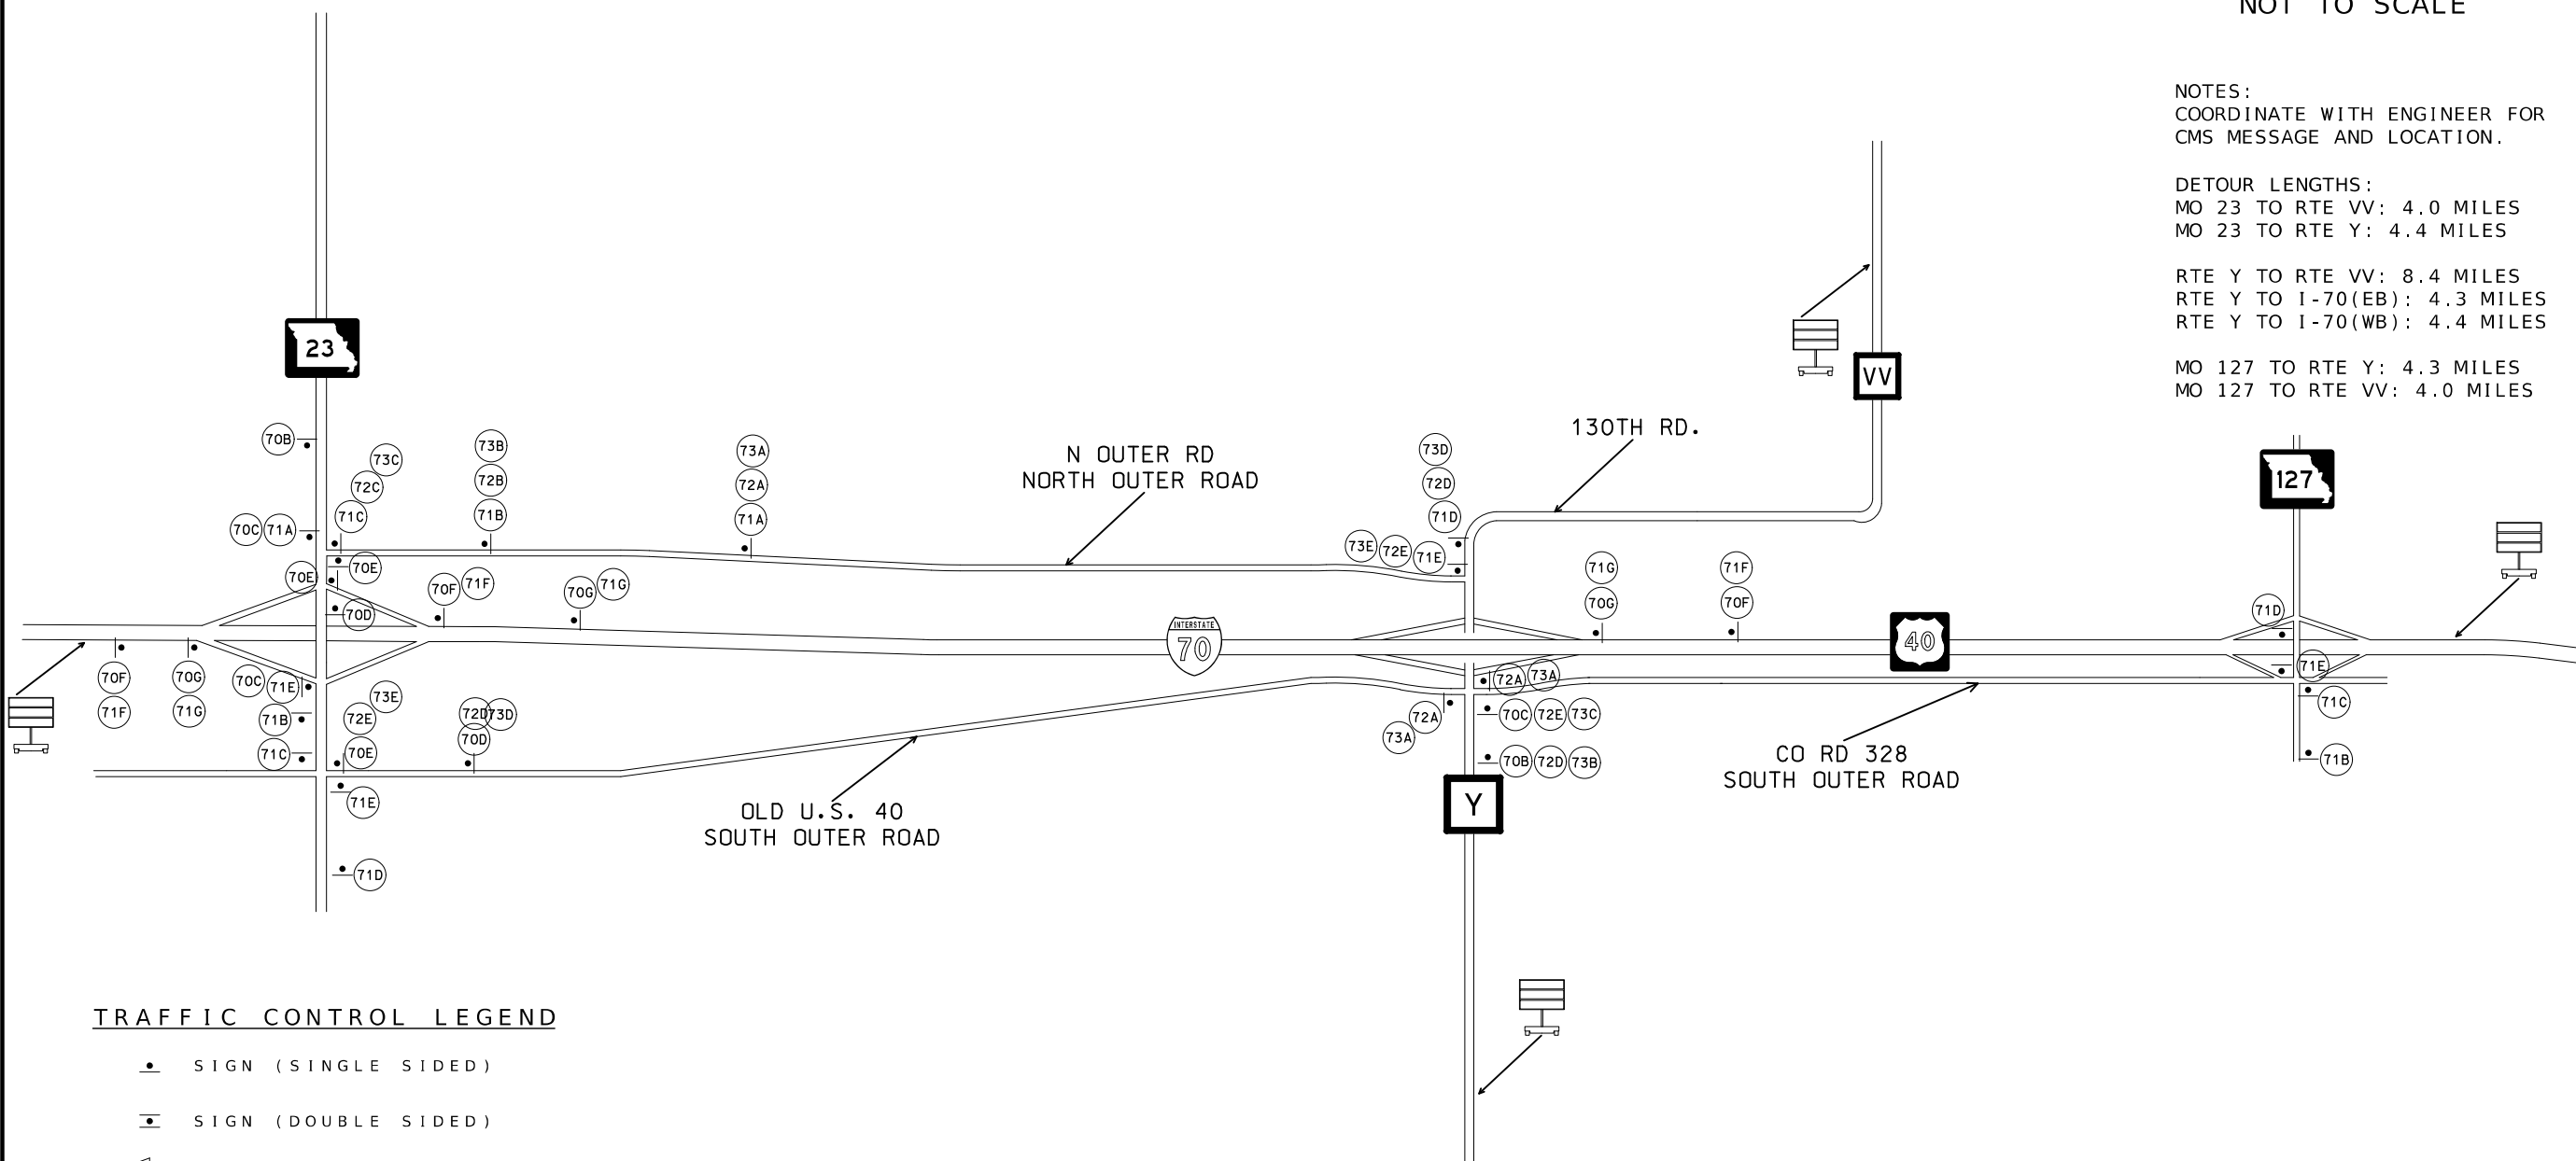 NOT TO SCALE
NOTES:
COORDINATE WITH ENGINEER FOR
CMS MESSAGE AND LOCATION.
DETOUR LENGTHS:
MO 23 TO RTE VV: 4.0 MILES
MO 23 TO RTE Y: 4.4 MILES
RTE Y TO RTE VV: 8.4 MILES
RTE Y TO I-70(EB): 4.3 MILES
RTE Y TO I-70(WB): 4.4 MILES
MO 127 TO RTE Y: 4.3 MILES
MO 127 TO RTE VV: 4.0 MILES
23
70B
73C
72C
71C
70C 71A
70E
70E
70D
73B
72B
71B
73A
72A
71A
70F 71F
70G 71G
N OUTER RD
NORTH OUTER ROAD
73D
72D
71D
73E 72E 71E
130TH RD.
VV
127
71G
70G
71F
70F
INTERSTATE
70
40
71D
71E
71C
71B
70F
71F
70G
71G
70C 71E
71B
71C
73E
72E
70E
72D 73D
70D
71E
71D
OLD U.S. 40
SOUTH OUTER ROAD
72A
73A
72A 73A
70C 72E 73C
70B 72D 73B
Y
CO RD 328
SOUTH OUTER ROAD
TRAFFIC CONTROL LEGEND
SIGN (SINGLE SIDED)
SIGN (DOUBLE SIDED)